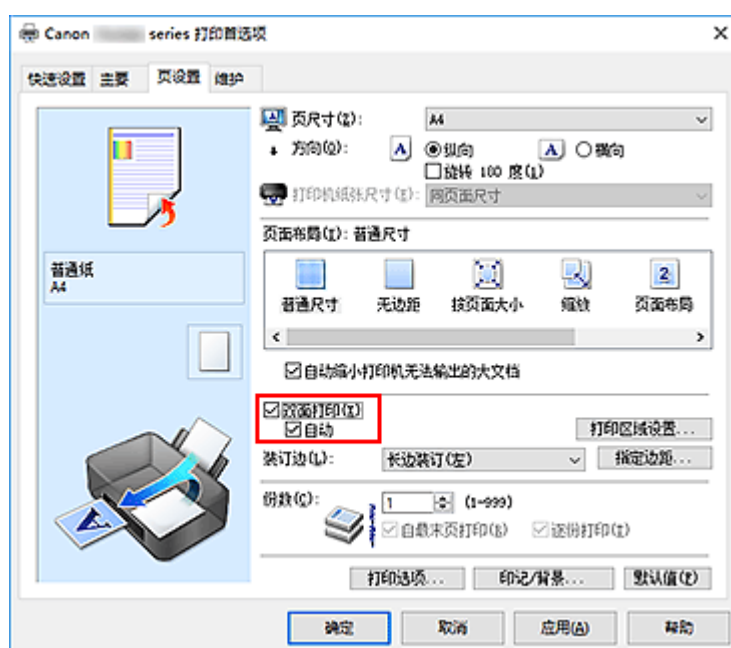 Canon series 打印首选项
快速设置 主要 页设置 维护
页尺寸(Z): A4
方向(O): A 纵向 A 横向
旋转 180 度(L)
打印机纸张尺寸(E): 同页面尺寸
页面布局(I): 普通尺寸
普通纸
A4
普通尺寸 无边距 按页面大小 缩放 页面布局
自动缩小打印机无法输出的大文档
双面打印(X)
自动
打印区域设置...
装订边(L): 长边装订(左) 指定边距...
份数(C): 1 (1-999)
自最末页打印(B) 逐份打印(T)
打印选项... 印记/背景... 默认值(P)
确定 取消 应用(A) 帮助